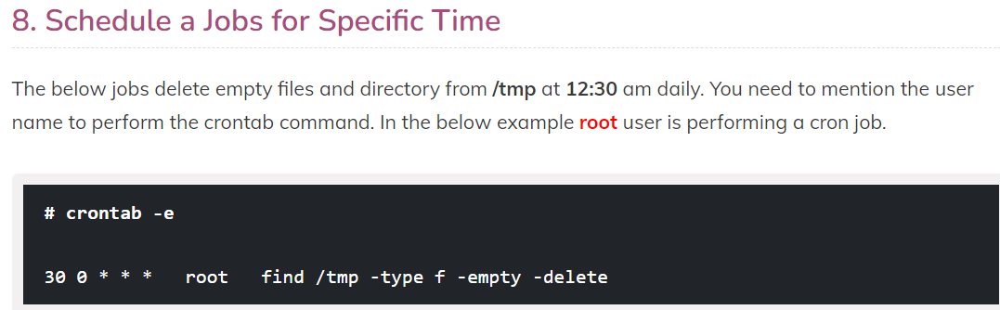 8. Schedule a Jobs for Specific Time
The below jobs delete empty files and directory from /tmp at 12:30 am daily. You need to mention the user
name to perform the crontab command. In the below example root user is performing a cron job.
# crontab -e
30 0 * * *   root   find /tmp -type f -empty -delete